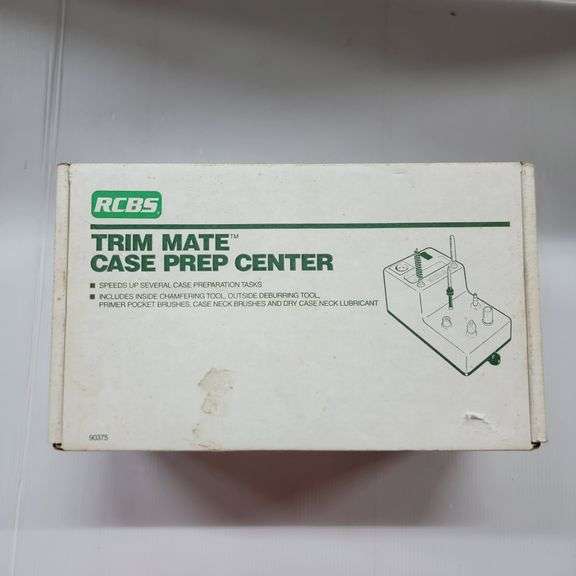 RCBS
TRIM MATE™
CASE PREP CENTER
■ SPEEDS UP SEVERAL CASE PREPARATION TASKS
■ INCLUDES INSIDE CHAMFERING TOOL, OUTSIDE DEBURRING TOOL,
PRIMER POCKET BRUSHES, CASE NECK BRUSHES AND DRY CASE NECK LUBRICANT
90375